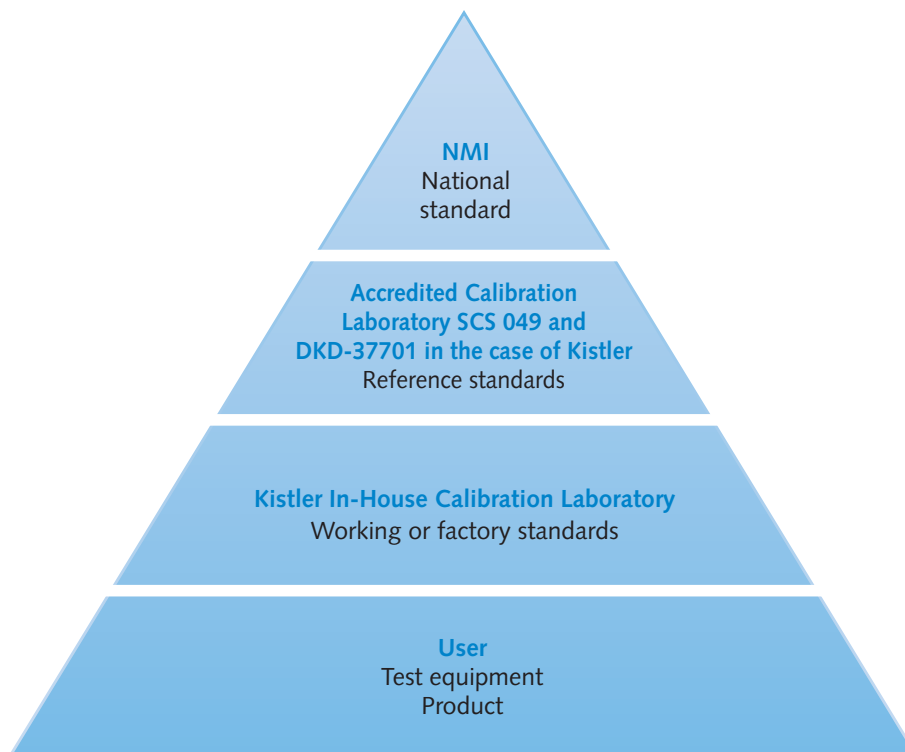 NMI
National
standard
Accredited Calibration
Laboratory SCS 049 and
DKD-37701 in the case of Kistler
Reference standards
Kistler In-House Calibration Laboratory
Working or factory standards
User
Test equipment
Product